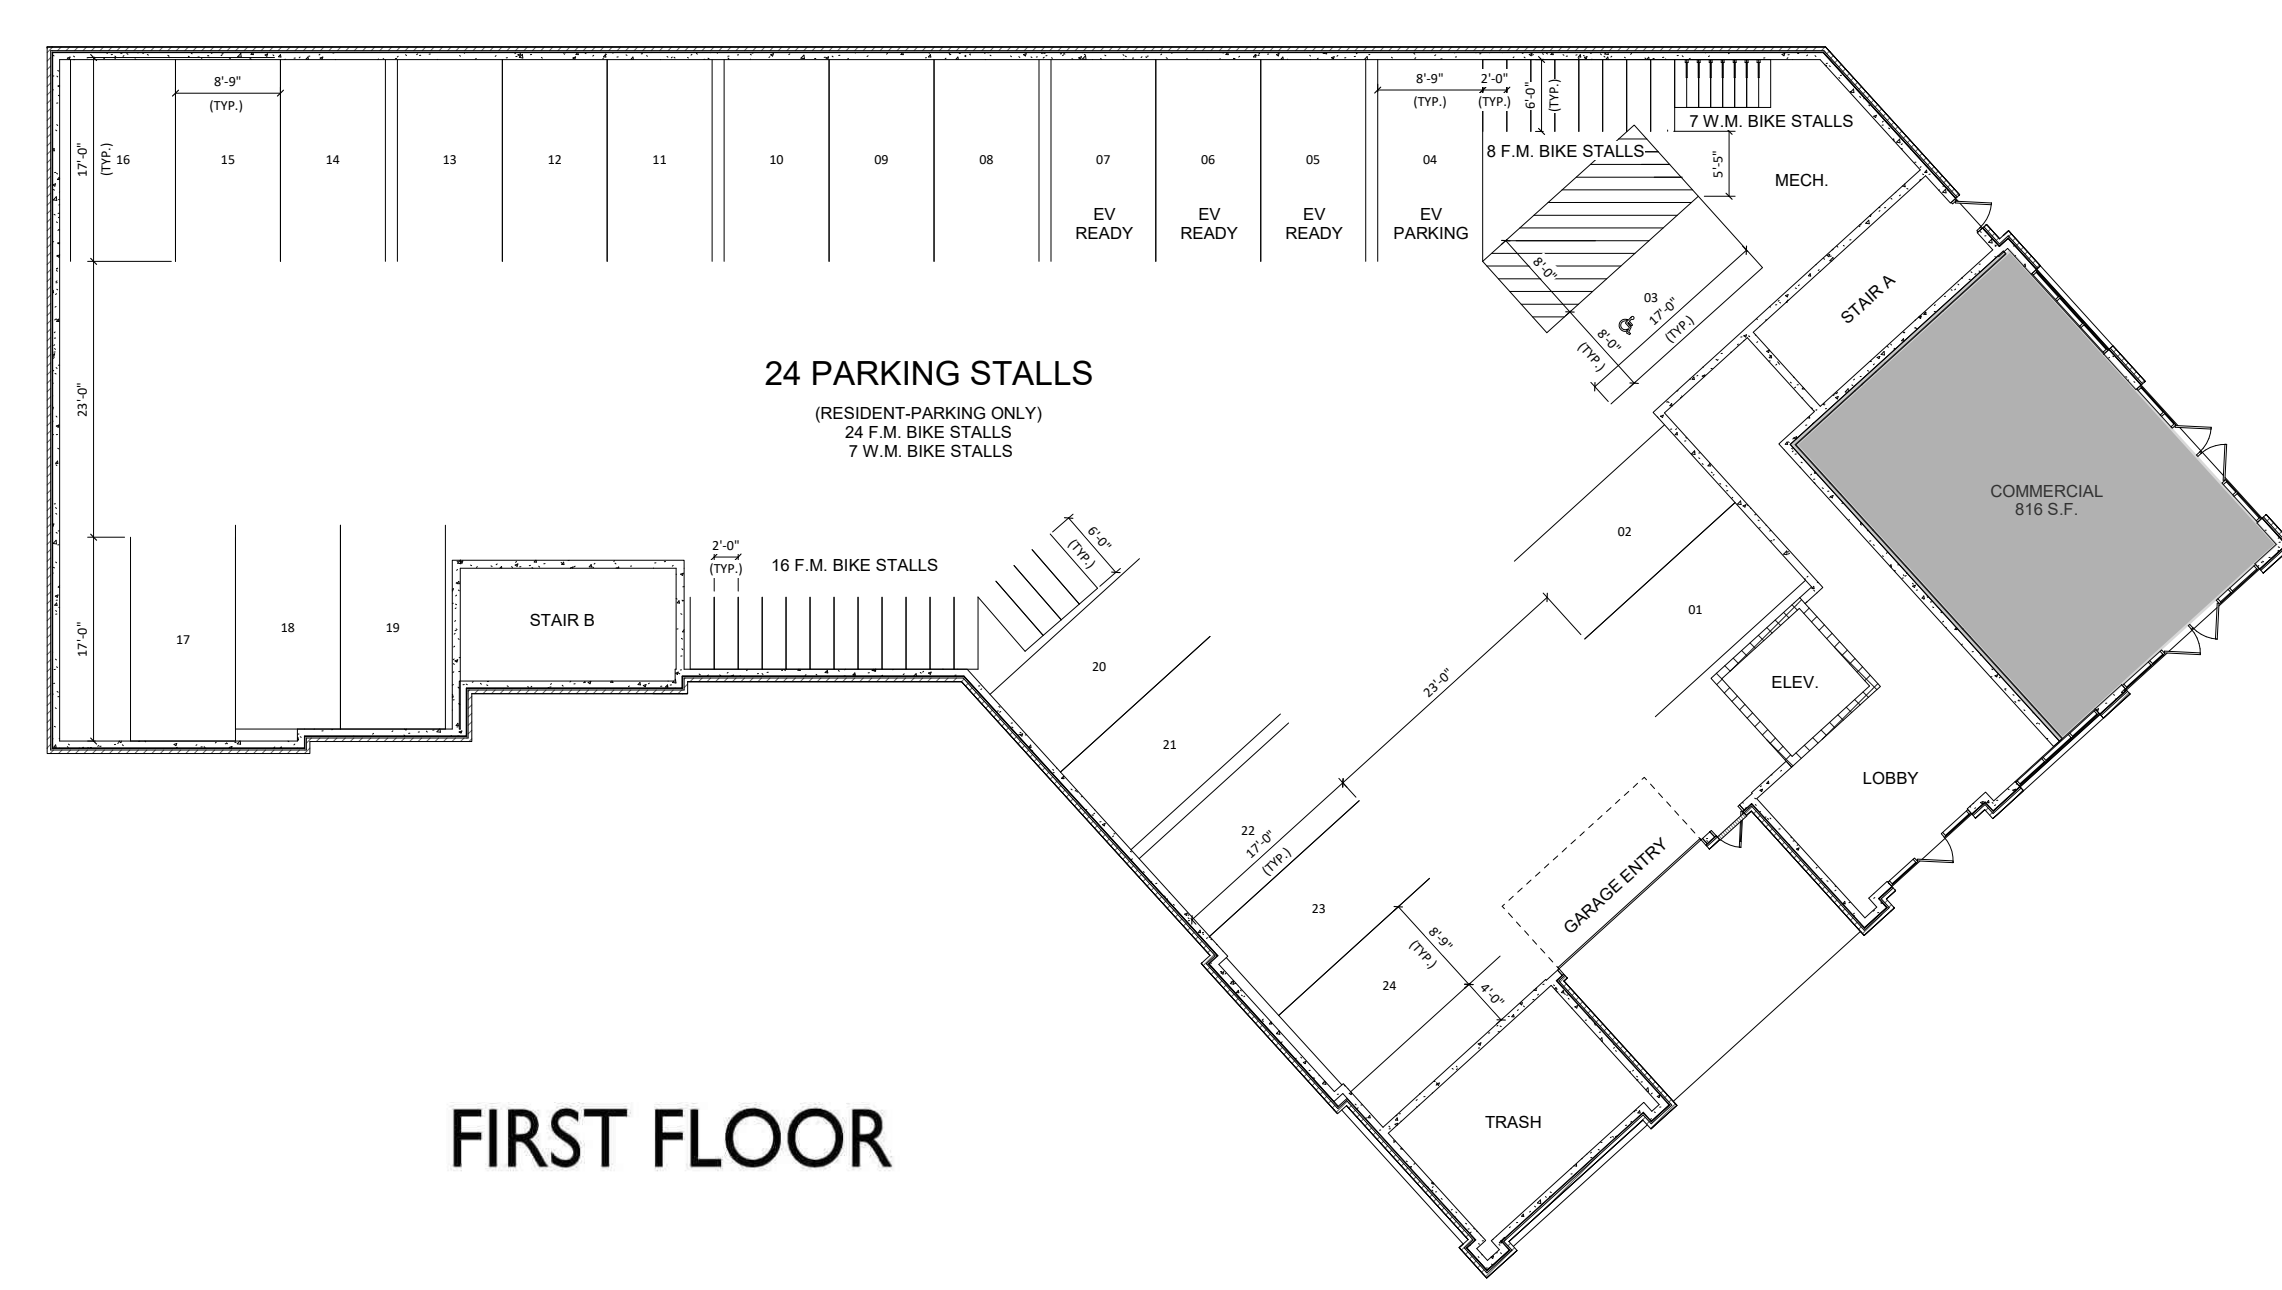 8'-9"
(TYP.)
17'-0"
(TYP.)
16
15
14
13
12
11
10
09
08
07
EV
READY
06
EV
READY
05
EV
READY
8'-9"
(TYP.)
04
EV
PARKING
2'-0"
(TYP.)
6'-0"
(TYP.)
8 F.M. BIKE STALLS
7 W.M. BIKE STALLS
5'-5"
MECH.
8'-0"
03
17'-0"
(TYP.)
8'-0"
(TYP.)
STAIR A
23'-0"
24 PARKING STALLS
(RESIDENT-PARKING ONLY)
24 F.M. BIKE STALLS
7 W.M. BIKE STALLS
COMMERCIAL
816 S.F.
02
01
17'-0"
17
18
19
STAIR B
2'-0"
(TYP.)
16 F.M. BIKE STALLS
6'-0"
(TYP.)
20
21
23'-0"
ELEV.
LOBBY
22
17'-0"
(TYP.)
23
8'-9"
(TYP.)
24
4'-0"
GARAGE ENTRY
TRASH
FIRST FLOOR